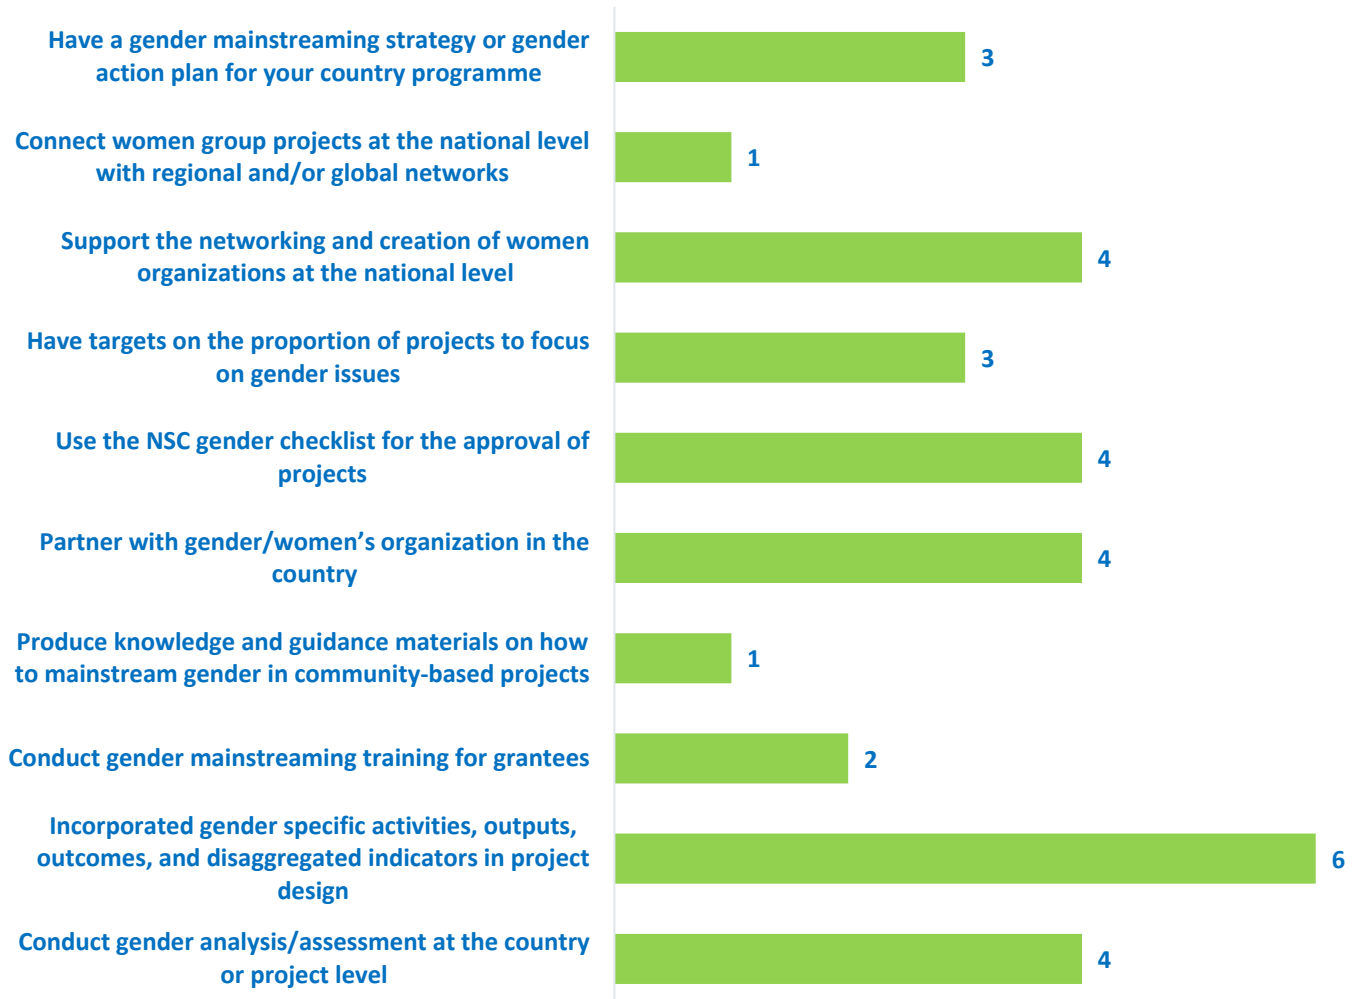 Have a gender mainstreaming strategy or gender
action plan for your country programme
3
Connect women group projects at the national level
with regional and/or global networks
1
Support the networking and creation of women
organizations at the national level
4
Have targets on the proportion of projects to focus
on gender issues
3
Use the NSC gender checklist for the approval of
projects
4
Partner with gender/women’s organization in the
country
4
Produce knowledge and guidance materials on how
to mainstream gender in community-based projects
1
Conduct gender mainstreaming training for grantees
2
Incorporated gender specific activities, outputs,
outcomes, and disaggregated indicators in project
design
6
Conduct gender analysis/assessment at the country
or project level
4